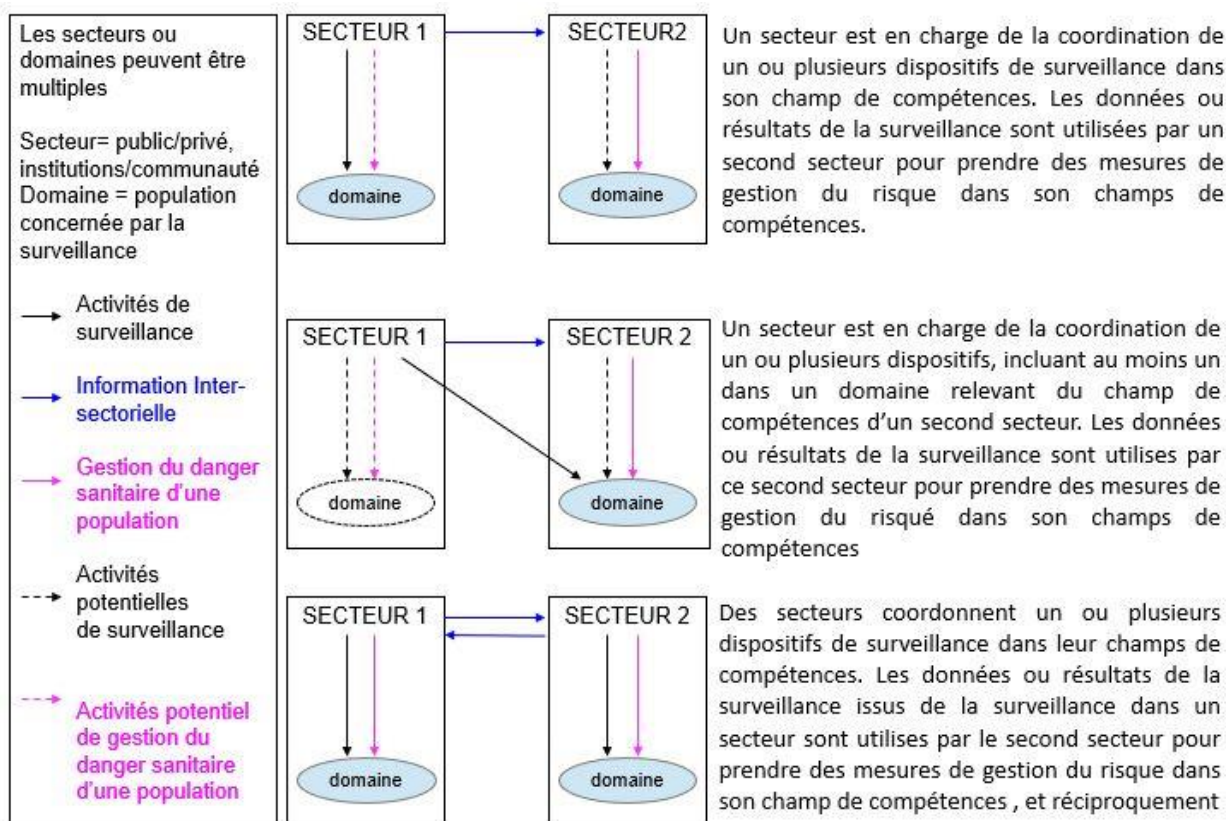 Les secteurs ou
domaines peuvent être
multiples
Secteur= public/privé,
institutions/communauté
Domaine = population
concernée par la
surveillance
Activités de
surveillance
Information Inter-
sectorielle
Gestion du danger
sanitaire d'une
population
Activités
potentielles
de surveillance
Activités potentiel
de gestion du
danger sanitaire
d'une population
SECTEUR 1
SECTEUR2
domaine
domaine
Un secteur est en charge de la coordination de
un ou plusieurs dispositifs de surveillance dans
son champ de compétences. Les données ou
résultats de la surveillance sont utilisées par un
second secteur pour prendre des mesures de
gestion du risque dans son champs de
compétences.
SECTEUR 1
SECTEUR 2
domaine
domaine
Un secteur est en charge de la coordination de
un ou plusieurs dispositifs, incluant au moins un
dans un domaine relevant du champ de
compétences d'un second secteur. Les données
ou résultats de la surveillance sont utilises par
ce second secteur pour prendre des mesures de
gestion du risqué dans son champs de
compétences
SECTEUR 1
SECTEUR 2
domaine
domaine
Des secteurs coordonnent un ou plusieurs
dispositifs de surveillance dans leur champs de
compétences. Les données ou résultats de la
surveillance issus de la surveillance dans un
secteur sont utilises par le second secteur pour
prendre des mesures de gestion du risque dans
son champ de compétences , et réciproquement